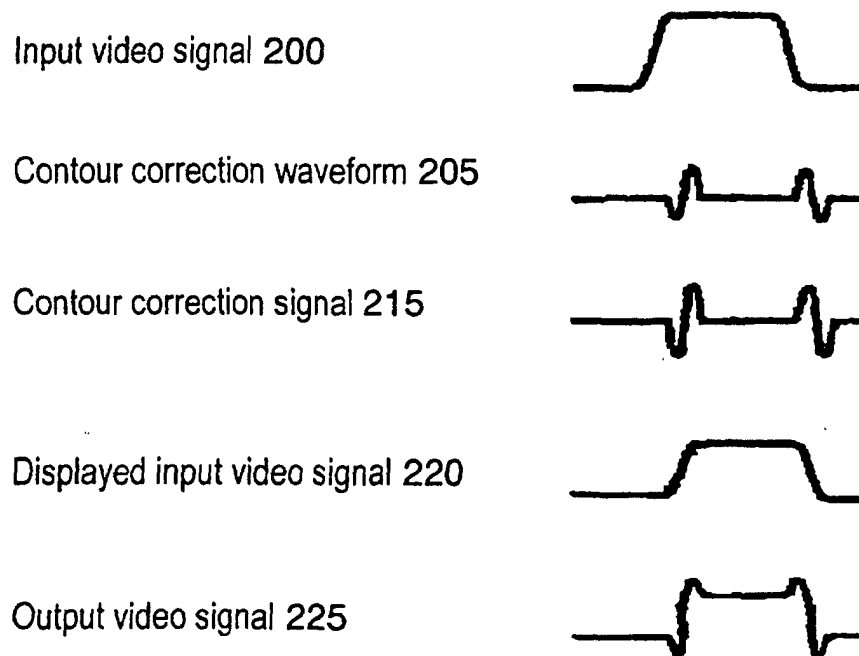 Input video signal 200
Contour correction waveform 205
Contour correction signal 215
Displayed input video signal 220
Output video signal 225